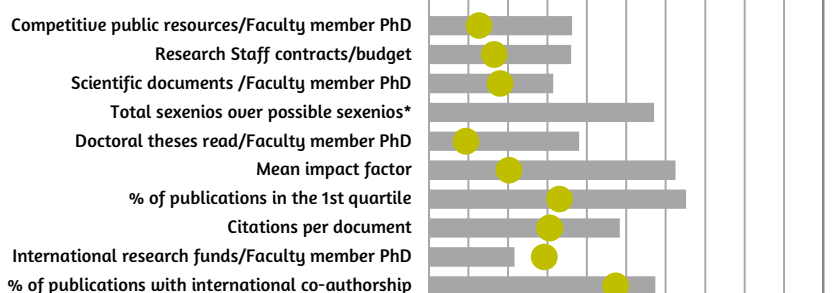 Competitive public resources/Faculty member PhD
Research Staff contracts/budget
Scientific documents /Faculty member PhD
Total sexenios over possible sexenios*
Doctoral theses read/Faculty member PhD
Mean impact factor
% of publications in the 1st quartile
Citations per document
International research funds/Faculty member PhD
% of publications with international co-authorship